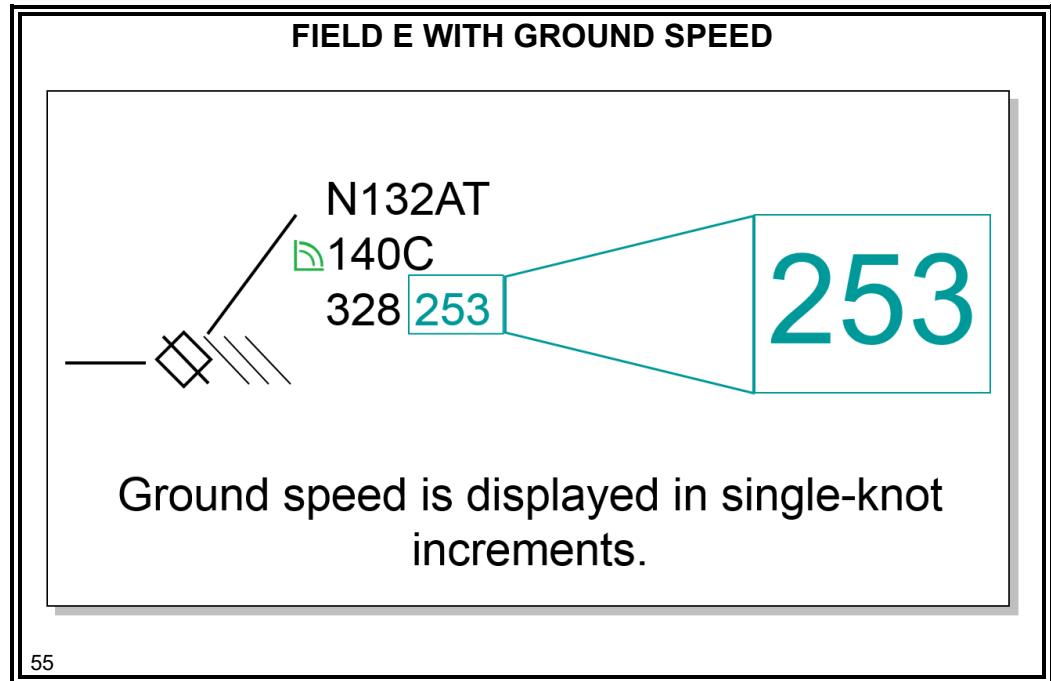 FIELD E WITH GROUND SPEED
N132AT
140C
328 253
253
Ground speed is displayed in single-knot
increments.
55